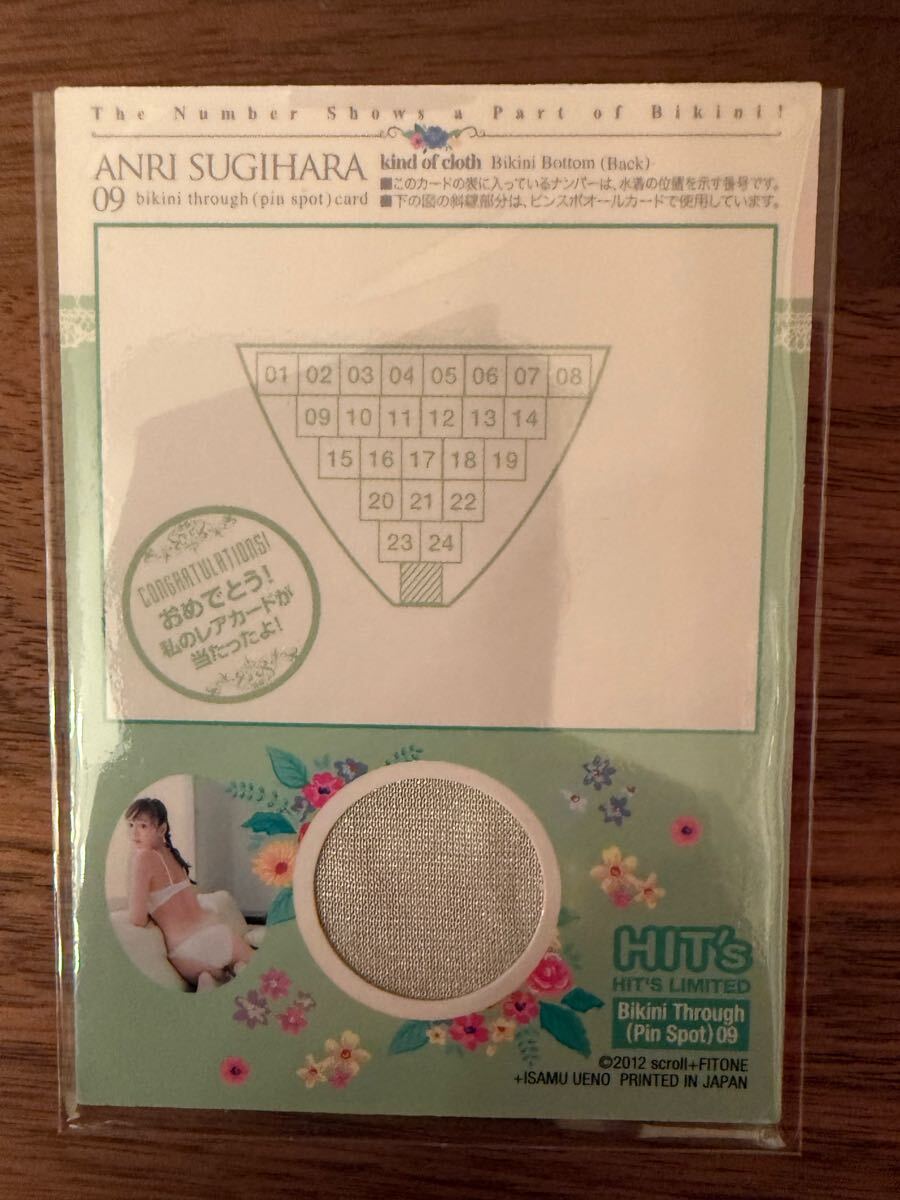 The Number Shows a Part of Bikini!
ANRI SUGIHARA
kind of cloth Bikini Bottom (Back)
09 bikini through (pin spot) card
■このカードの表に入っているナンバーは、水着の位置を示す番号です。
■下の図の斜線部分は、ピンスポオールカードで使用しています。
01 02 03 04 05 06 07 08
09 10 11 12 13 14
15 16 17 18 19
20 21 22
23 24
CONGRATULATIONS!
おめでとう!
私のレアカードが
当たったよ!
HIT's
HIT'S LIMITED
Bikini Through
(Pin Spot) 09
©2012 scroll+FITONE
+ISAMU UENO PRINTED IN JAPAN